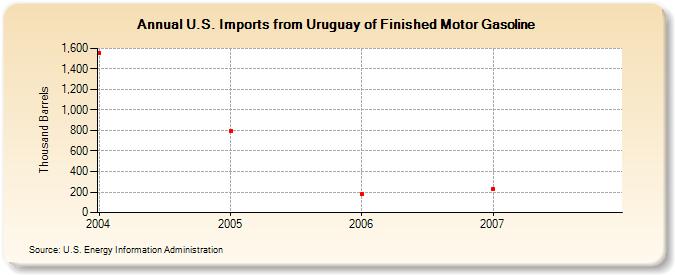 Annual U.S. Imports from Uruguay of Finished Motor Gasoline
Thousand Barrels
1,600
1,400
1,200
1,000
800
600
400
200
0
2004 2005 2006 2007
Source: U.S. Energy Information Administration